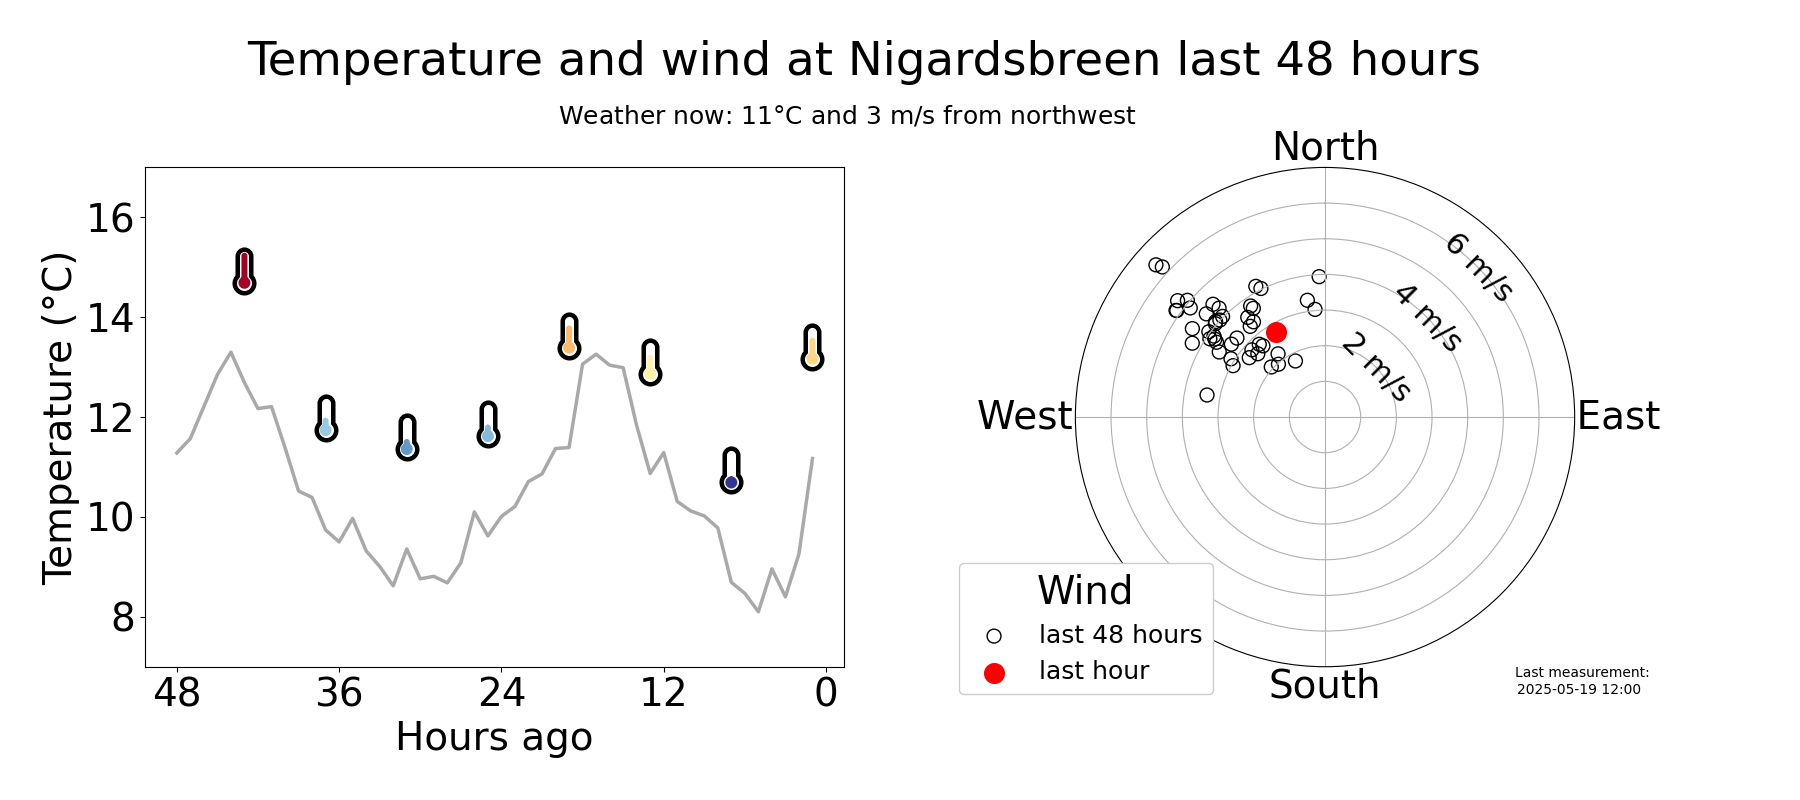 Temperature and wind at Nigardsbreen last 48 hours
Weather now: 11°C and 3 m/s from northwest
Temperature (°C)
16
14
12
10
8
48 36 24 12 0
Hours ago
North
West
East
South
2 m/s
4 m/s
6 m/s
Wind
last 48 hours
last hour
Last measurement:
2025-05-19 12:00